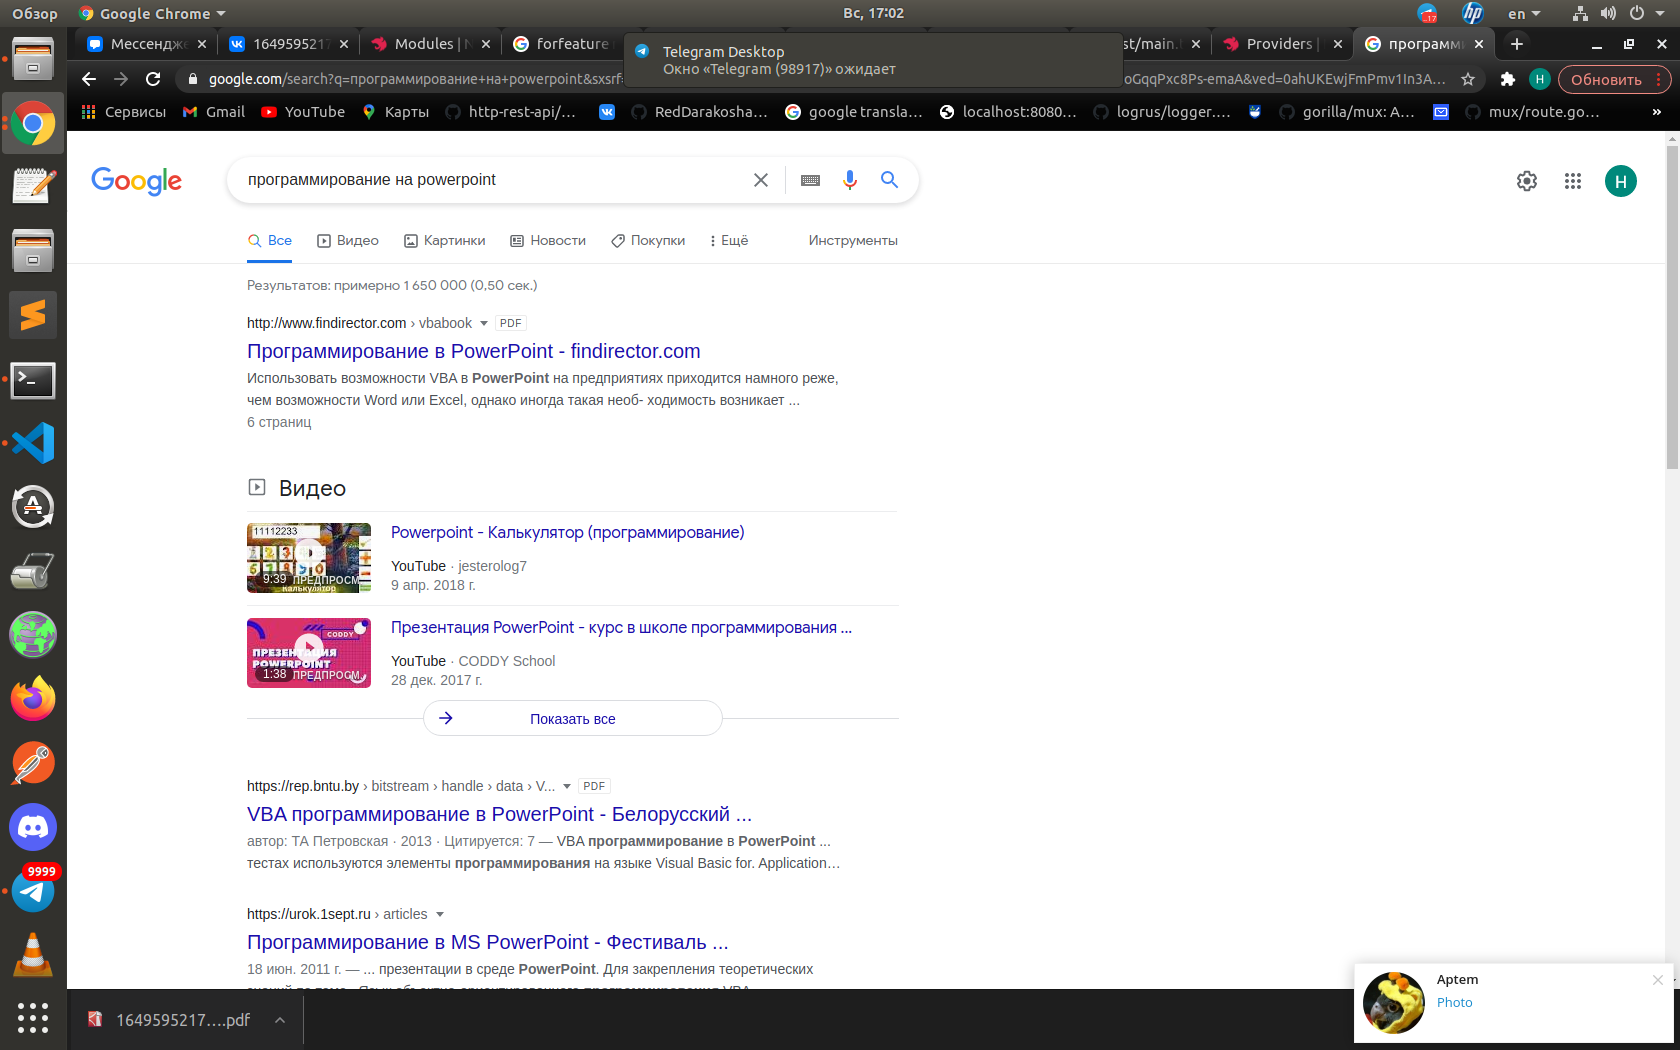 Обзор
Google Chrome
Вс, 17:02
en
17
hp
Мессендже
1649595217
Modules | N
forfeature
st/main.
Providers |
программи
Telegram Desktop
Окно «Telegram (98917)» ожидает
google.com/search?q=программирование+на+powerpoint&sxsrf=
oGqqPxc8Ps-emaA&ved=0ahUKEwjFmPmv1In3A...
H
Обновить
Сервисы
Gmail
YouTube
Карты
http-rest-api/...
RedDarakosha...
google transla...
localhost:8080...
logrus/logger....
gorilla/mux: A...
mux/route.go...
»
Google
программирование на powerpoint
H
Все
Видео
Картинки
Новости
Покупки
Ещё
Инструменты
Результатов: примерно 1 650 000 (0,50 сек.)
http://www.findirector.com › vbabook
PDF
Программирование в PowerPoint - findirector.com
Использовать возможности VBA в PowerPoint на предприятиях приходится намного реже,
чем возможности Word или Excel, однако иногда такая необ- ходимость возникает ...
6 страниц
Видео
11112233
9:39
ПРЕДПРОСМ
Калькулятор
Powerpoint - Калькулятор (программирование)
YouTube · jesterolog7
9 апр. 2018 г.
CODDY
ПРЕЗЕНТАЦИЯ
POWERPOINT
1:38
ПРЕДПРОСМ.
Презентация PowerPoint - курс в школе программирования ...
YouTube · CODDY School
28 дек. 2017 г.
Показать все
https://rep.bntu.by › bitstream › handle › data › V...
PDF
VBA программирование в PowerPoint - Белорусский ...
автор: ТА Петровская · 2013 · Цитируется: 7 — VBA программирование в PowerPoint ...
тестах используются элементы программирования на языке Visual Basic for. Application…
https://urok.1sept.ru › articles
Программирование в MS PowerPoint - Фестиваль ...
18 июн. 2011 г. — ... презентации в среде PowerPoint. Для закрепления теоретических
9999
1649595217....pdf
Артем
Photo